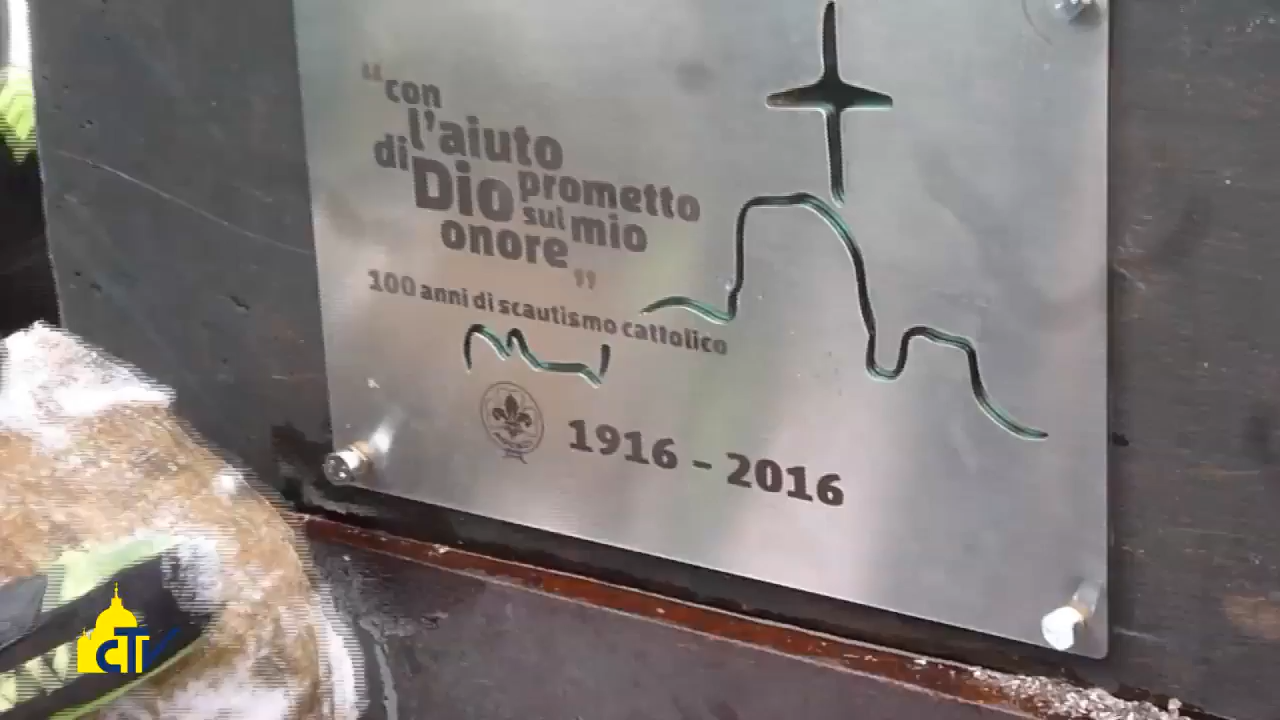 “con
l’aiuto
di Dio prometto
sul mio
onore”
100 anni di scautismo cattolico
1916 - 2016
CTV